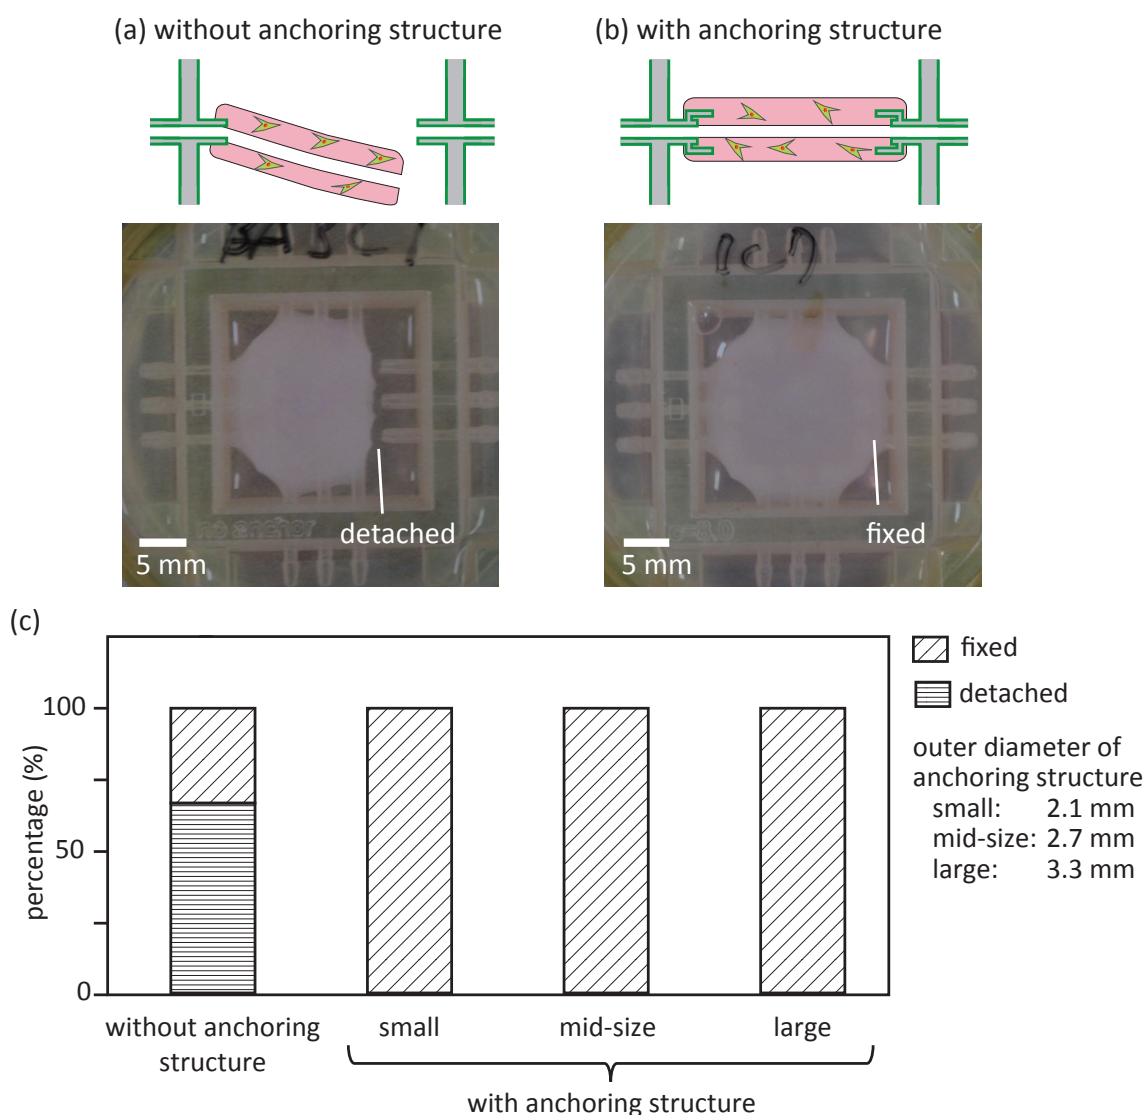 (a) without anchoring structure
(b) with anchoring structure
detached
5 mm
fixed
5 mm
(c)
fixed
detached
outer diameter of
anchoring structure
small: 2.1 mm
mid-size: 2.7 mm
large: 3.3 mm
percentage (%)
100
50
0
without anchoring
structure
small
mid-size
large
with anchoring structure